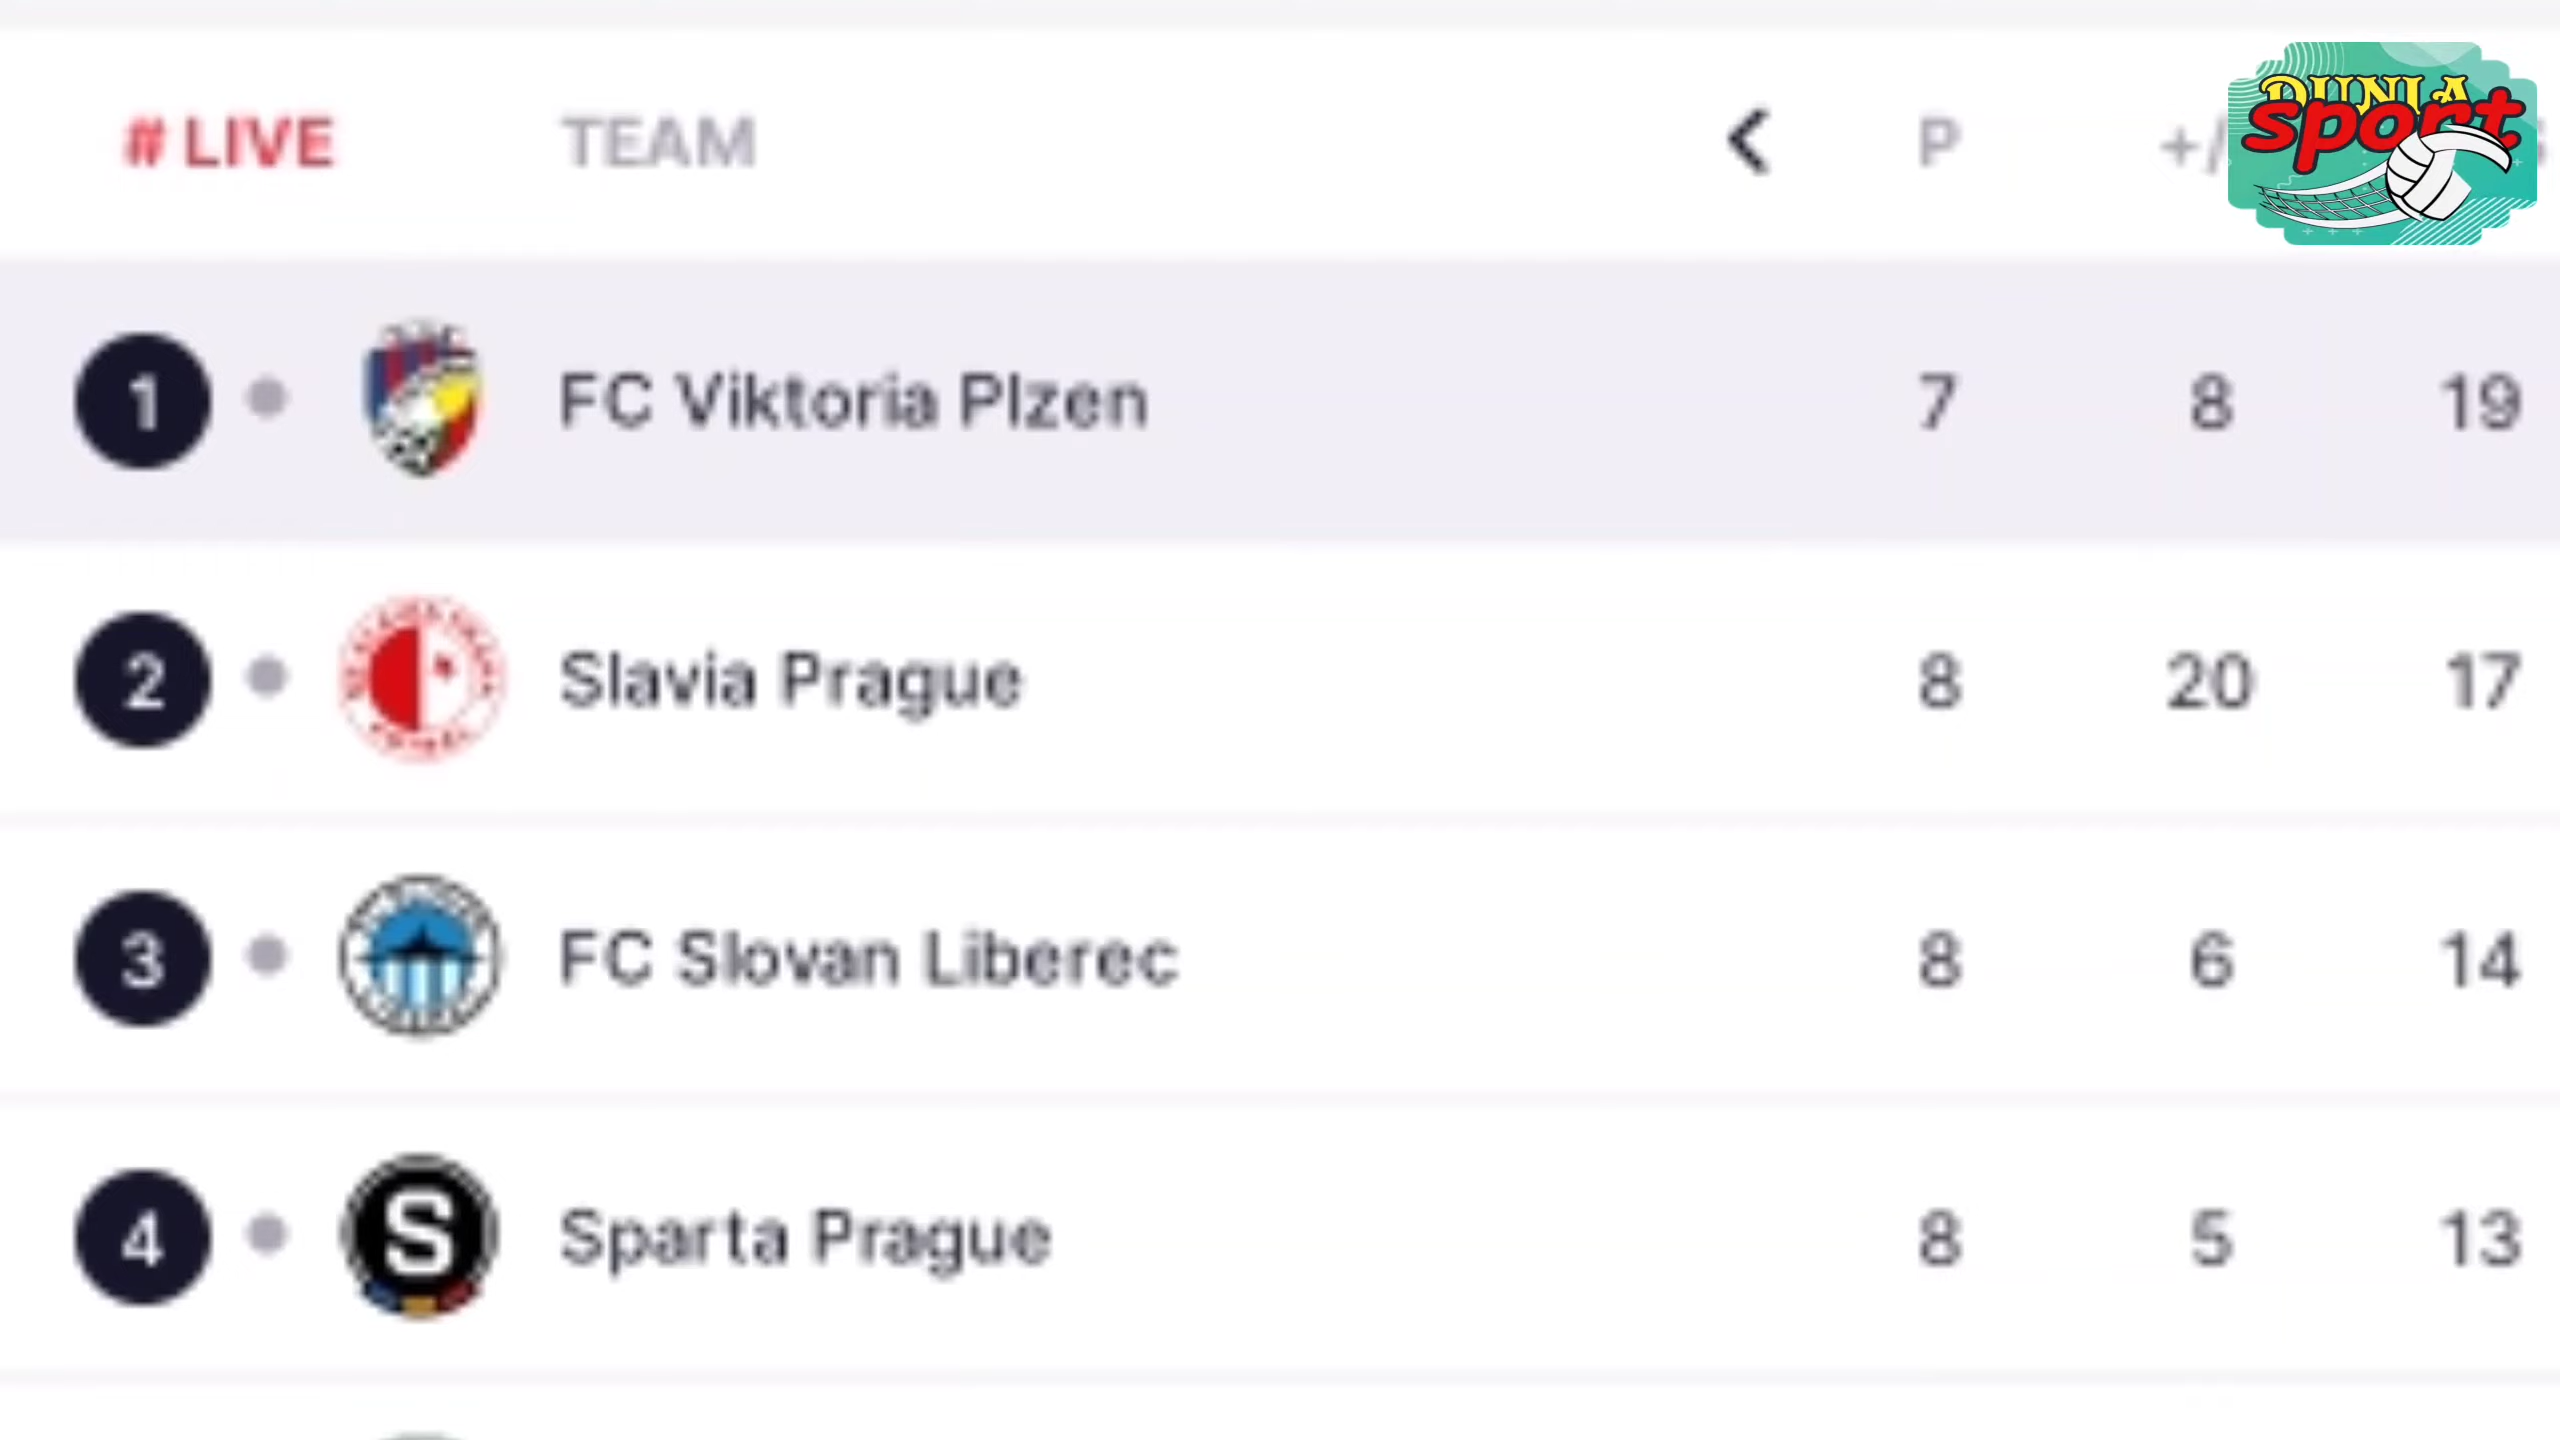 # LIVE TEAM P +/
DUNIA
sport
1 FC Viktoria Plzen 7 8 19
2 Slavia Prague 8 20 17
3 FC Slovan Liberec 8 6 14
4 Sparta Prague 8 5 13
S